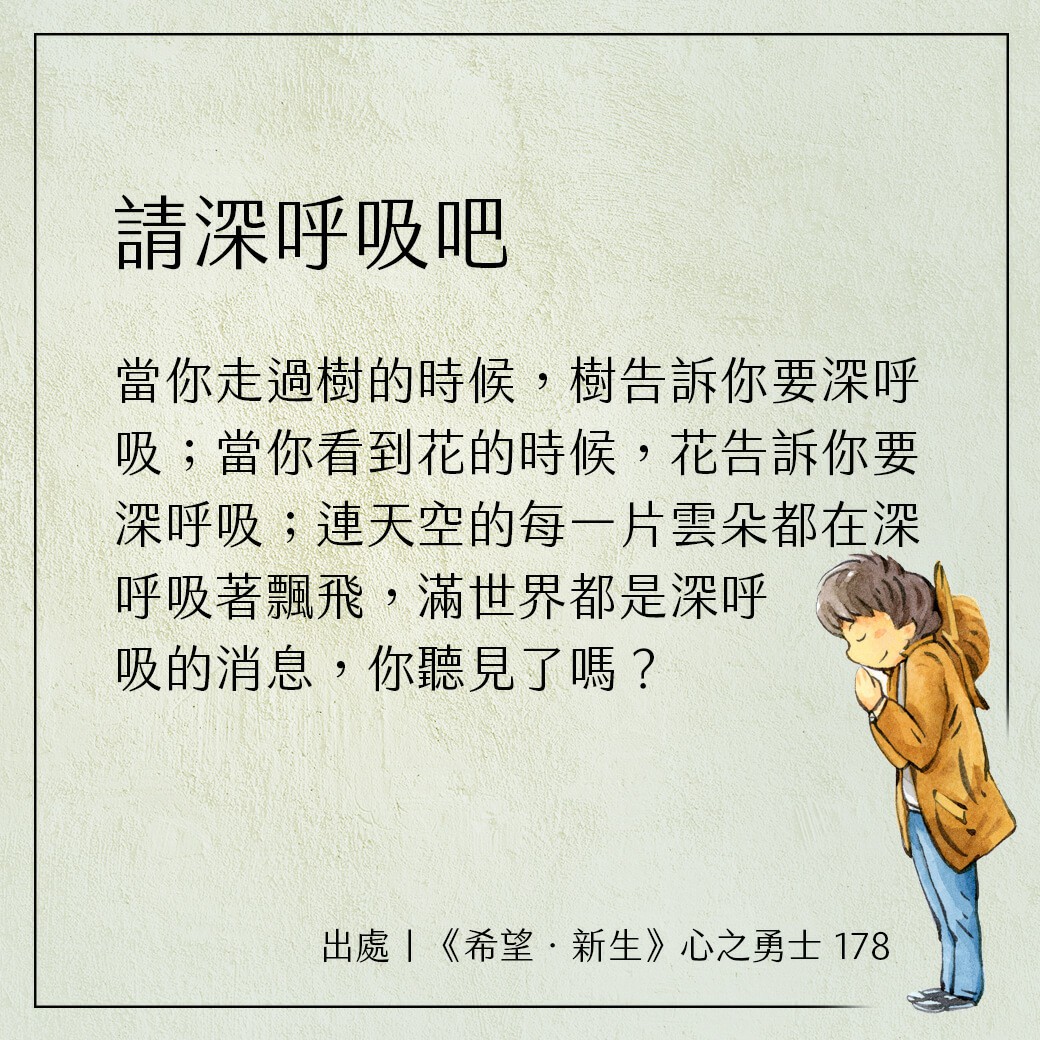 請深呼吸吧
當你走過樹的時候，樹告訴你要深呼
吸；當你看到花的時候，花告訴你要
深呼吸；連天空的每一片雲朵都在深
呼吸著飄飛，滿世界都是深呼
吸的消息，你聽見了嗎？
出處｜《希望．新生》心之勇士 178